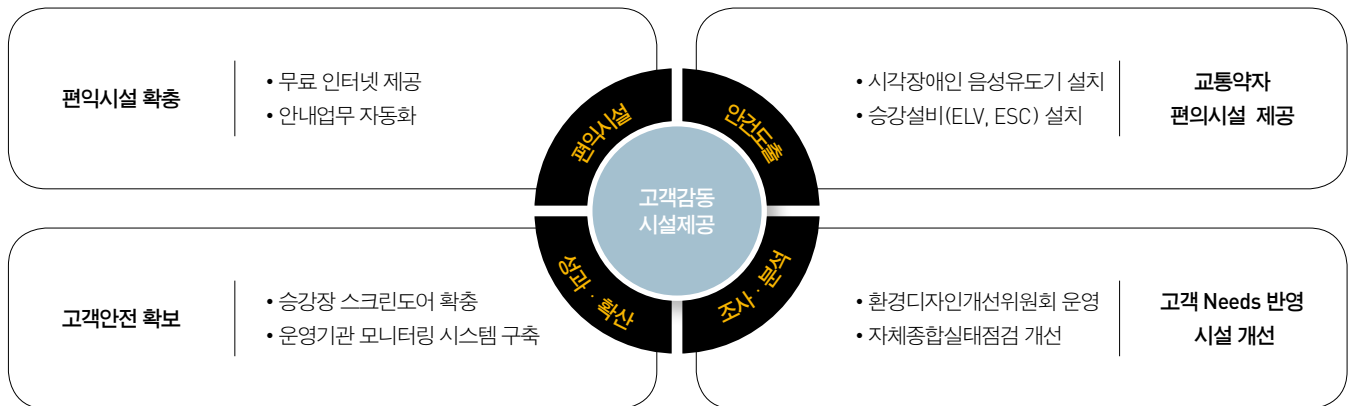 편익시설 확충
• 무료 인터넷 제공
• 안내업무 자동화
• 시각장애인 음성유도기 설치
• 승강설비(ELV, ESC) 설치
교통약자
편의시설 제공
편익시설
안건도출
고객감동
시설제공
성과 · 확산
조사 · 분석
고객안전 확보
• 승강장 스크린도어 확충
• 운영기관 모니터링 시스템 구축
• 환경디자인개선위원회 운영
• 자체종합실태점검 개선
고객 Needs 반영
시설 개선